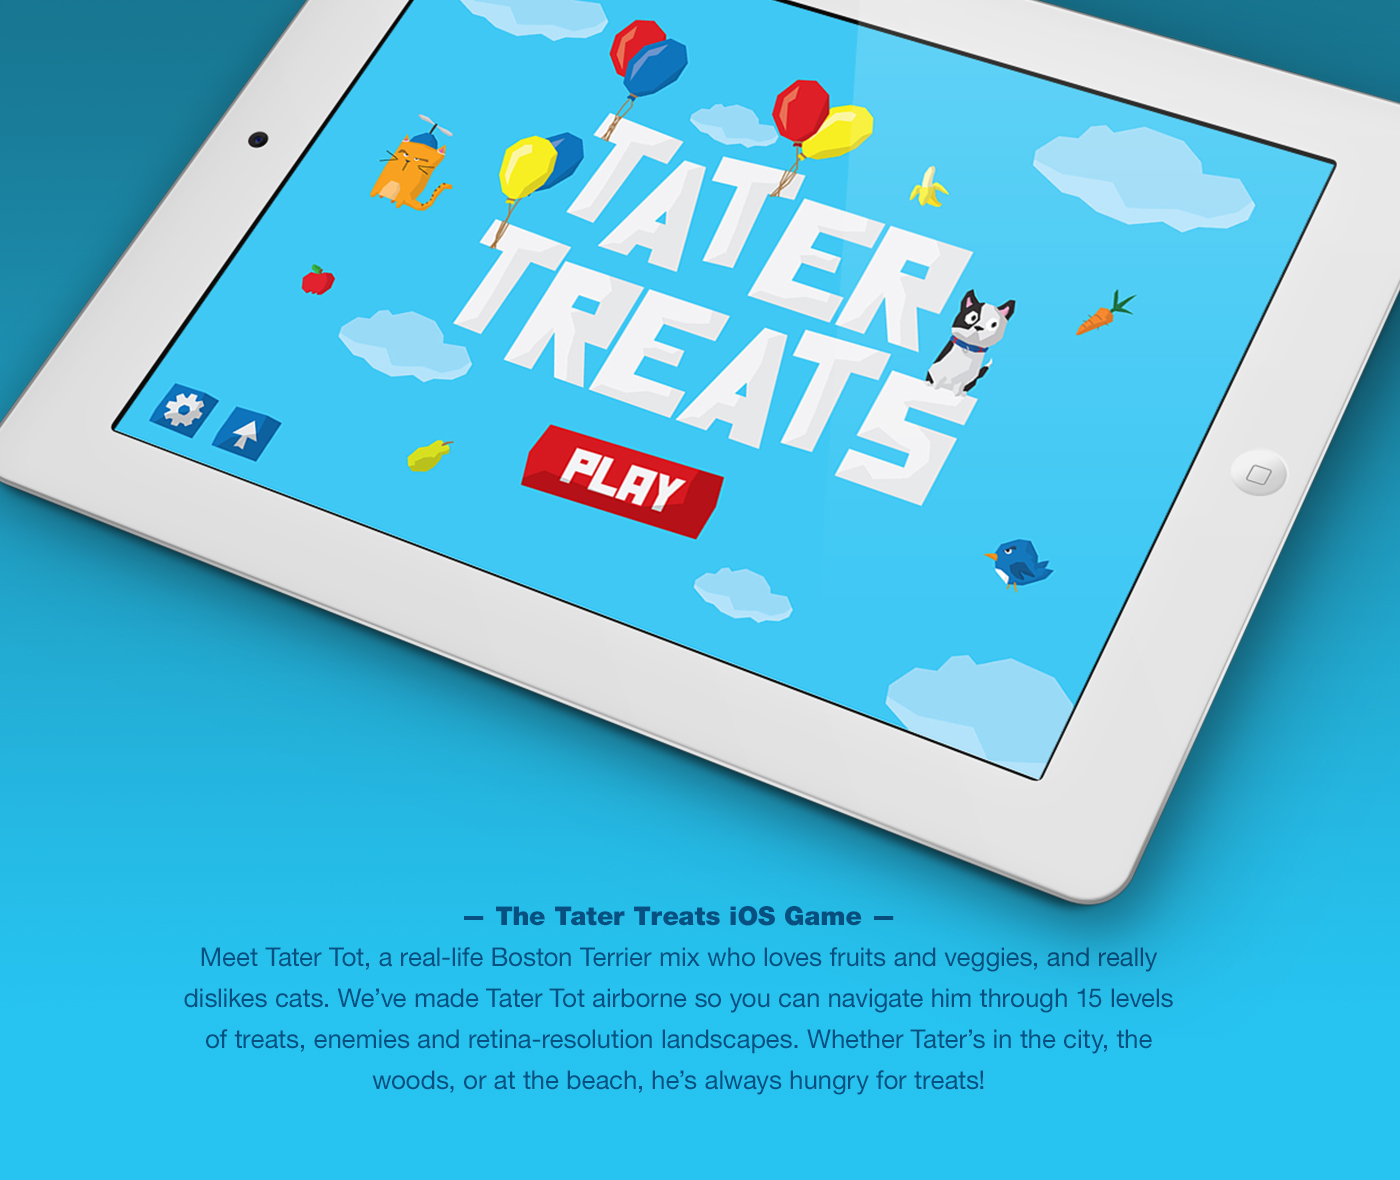 TATER
TREATS
PLAY
— The Tater Treats iOS Game —
Meet Tater Tot, a real-life Boston Terrier mix who loves fruits and veggies, and really
dislikes cats. We’ve made Tater Tot airborne so you can navigate him through 15 levels
of treats, enemies and retina-resolution landscapes. Whether Tater’s in the city, the
woods, or at the beach, he’s always hungry for treats!